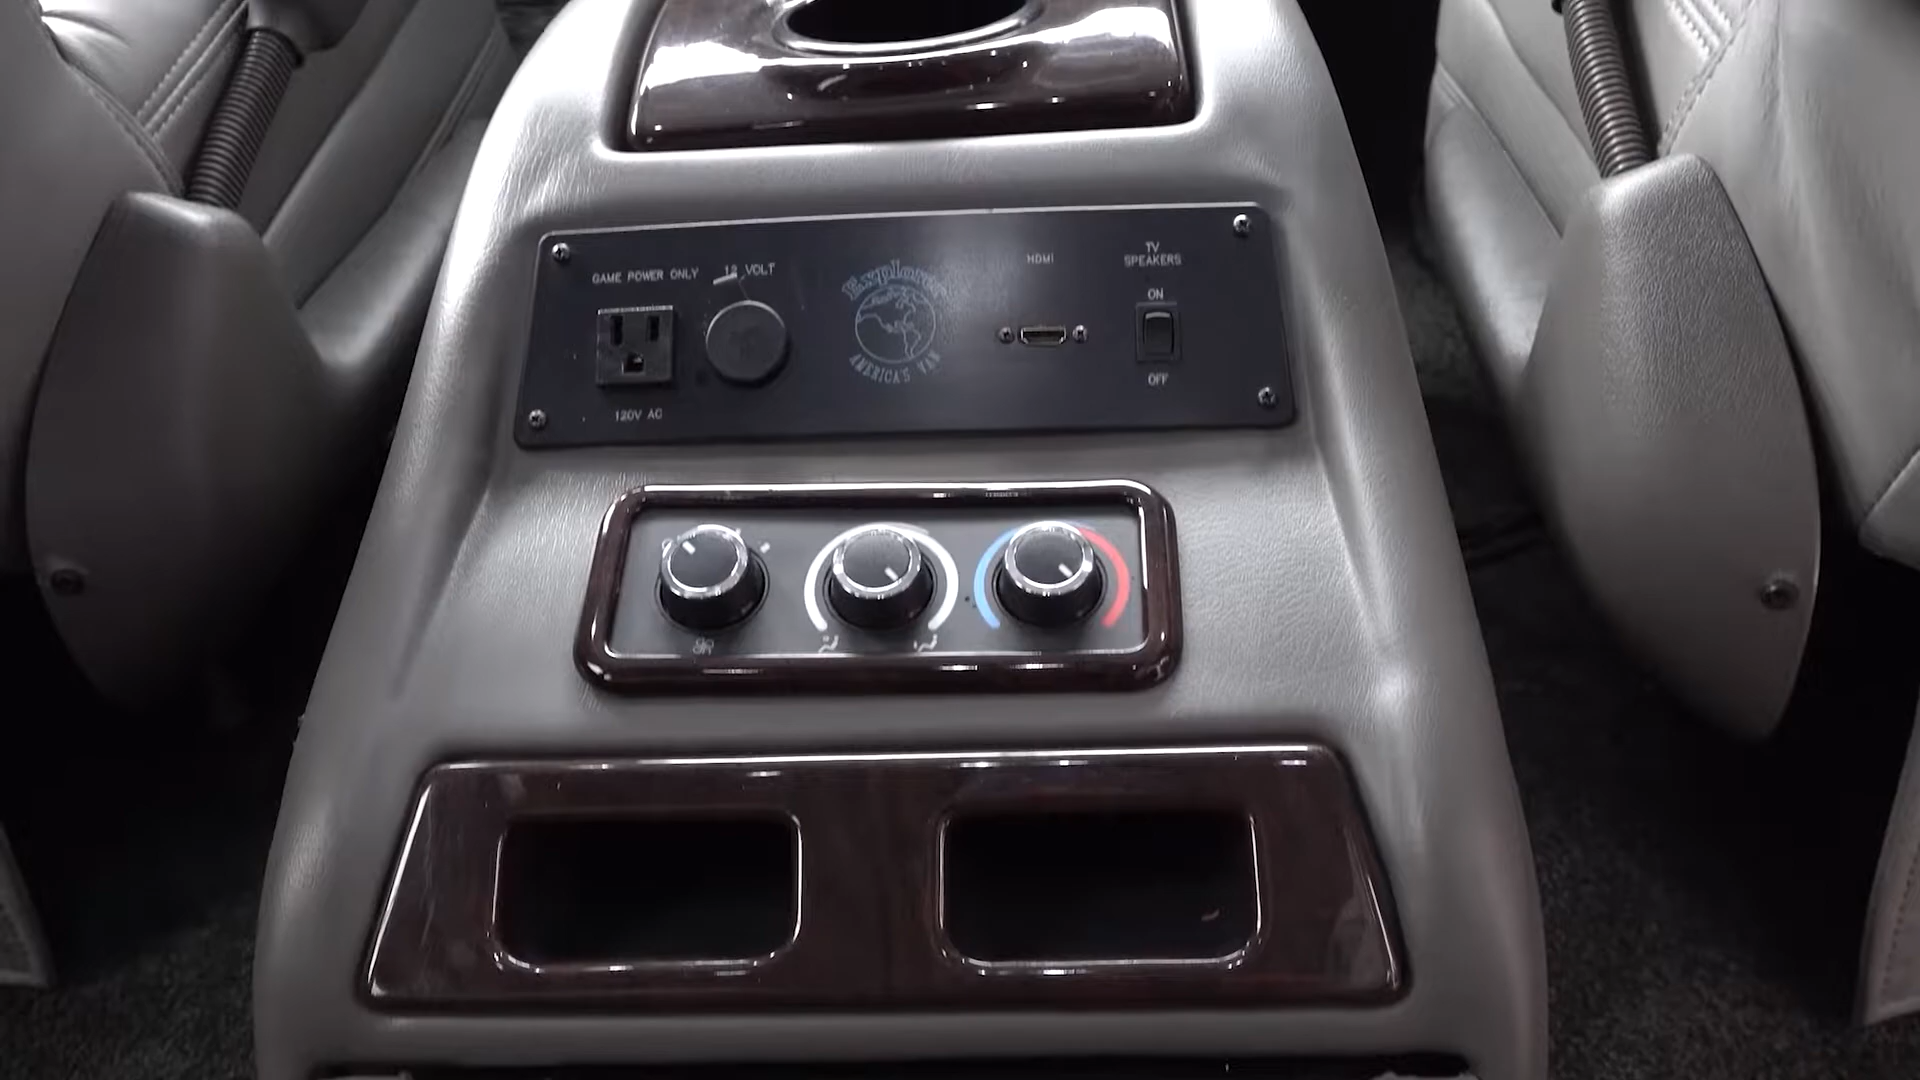 GAME POWER ONLY
12 VOLT
120V AC
Explorer
AMERICA'S VAN
HDMI
TV
SPEAKERS
ON
OFF